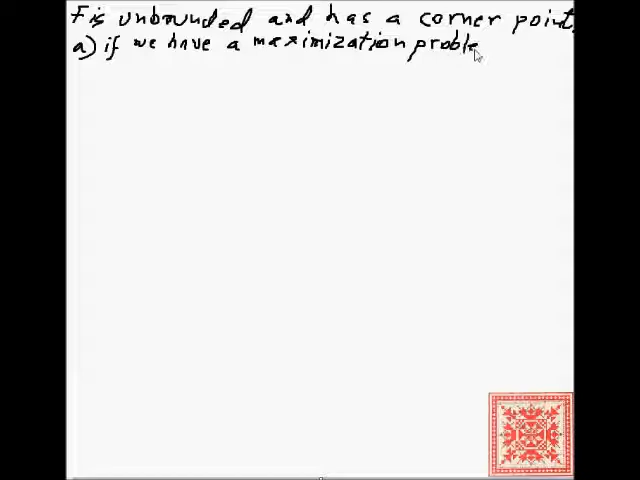 F is unbounded and has a corner point.
a) if we have a maximization proble